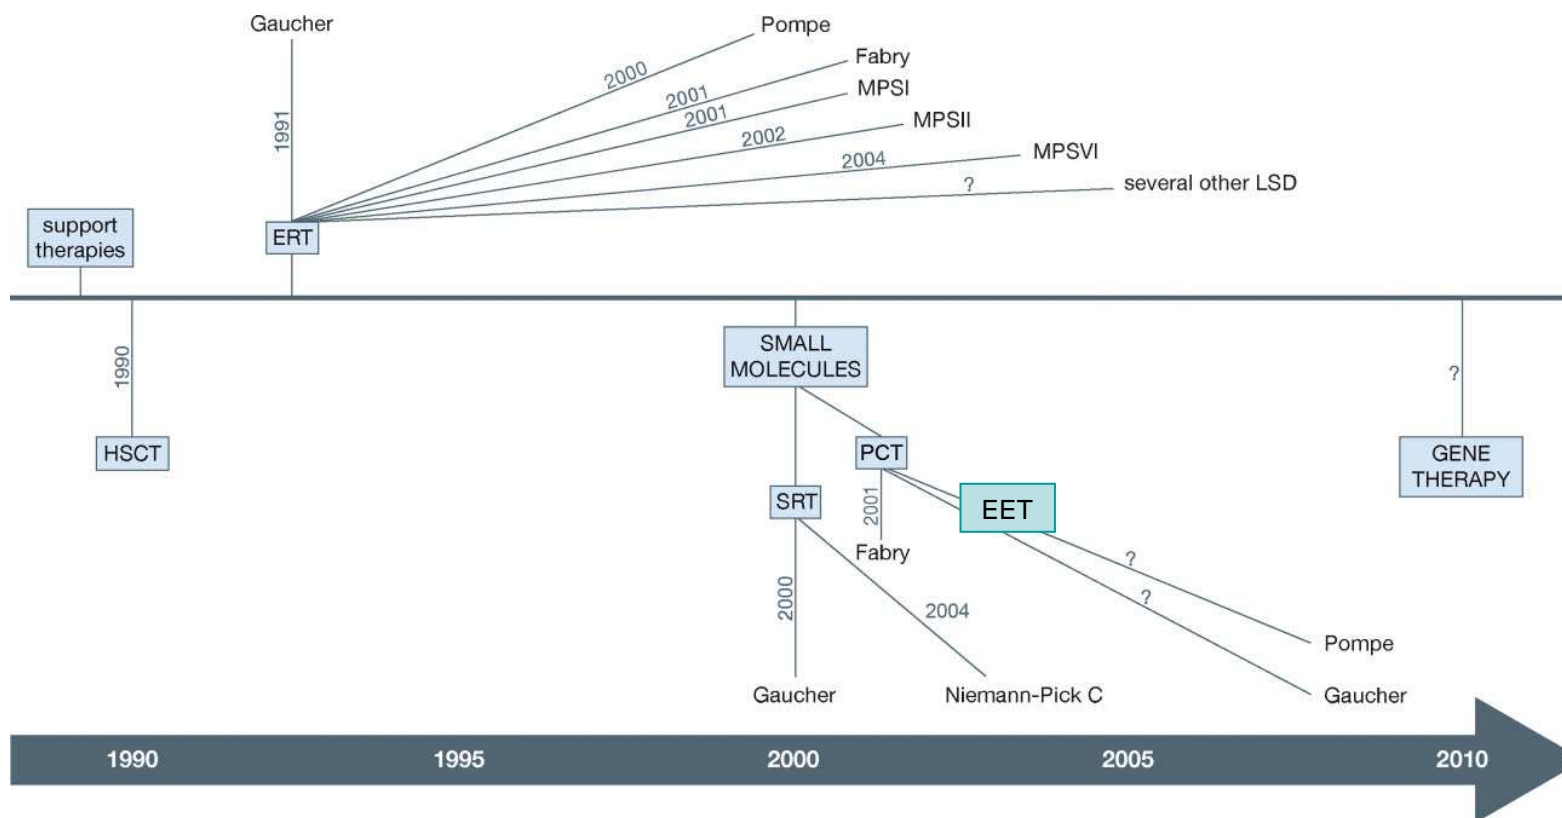 Gaucher
Pompe
Fabry
MPSI
MPSII
MPSVI
several other LSD
1991
2000
2001
2001
2002
2004
?
support
therapies
ERT
1990
HSCT
SMALL
MOLECULES
PCT
SRT
2001
Fabry
EET
?
?
2000
2004
Gaucher
Niemann-Pick C
Pompe
Gaucher
?
GENE
THERAPY
1990
1995
2000
2005
2010